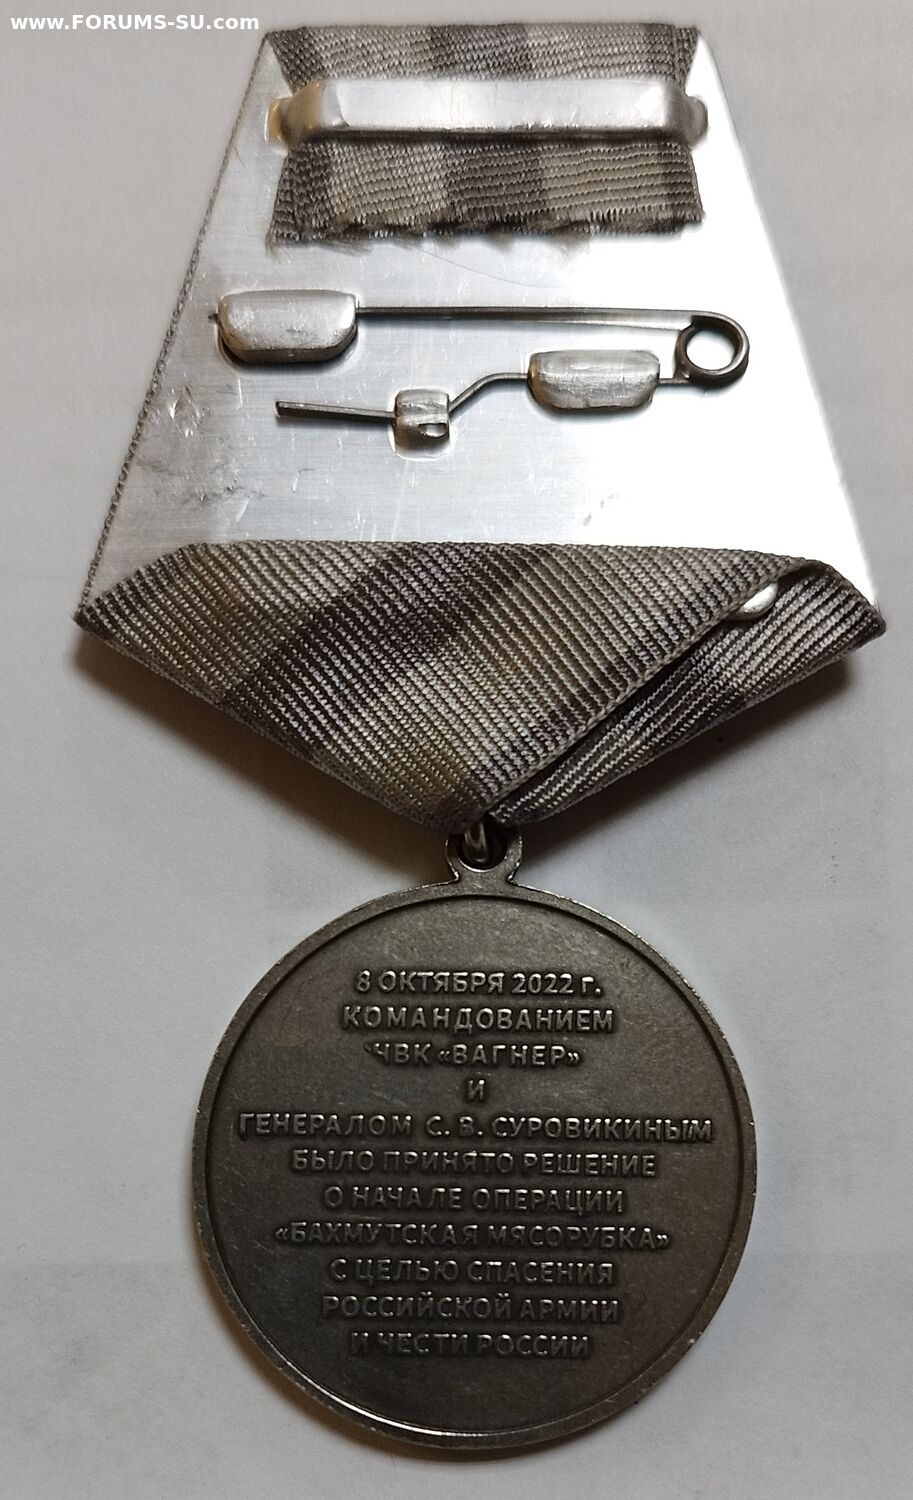 www.FORUMS-SU.com
8 ОКТЯБРЯ 2022 г.
КОМАНДОВАНИЕМ
ЧВК «ВАГНЕР»
И
ГЕНЕРАЛОМ С. В. СУРОВИКИНЫМ
БЫЛО ПРИНЯТО РЕШЕНИЕ
О НАЧАЛЕ ОПЕРАЦИИ
«БАХМУТСКАЯ МЯСОРУБКА»
С ЦЕЛЬЮ СПАСЕНИЯ
РОССИЙСКОЙ АРМИИ
И ЧЕСТИ РОССИИ